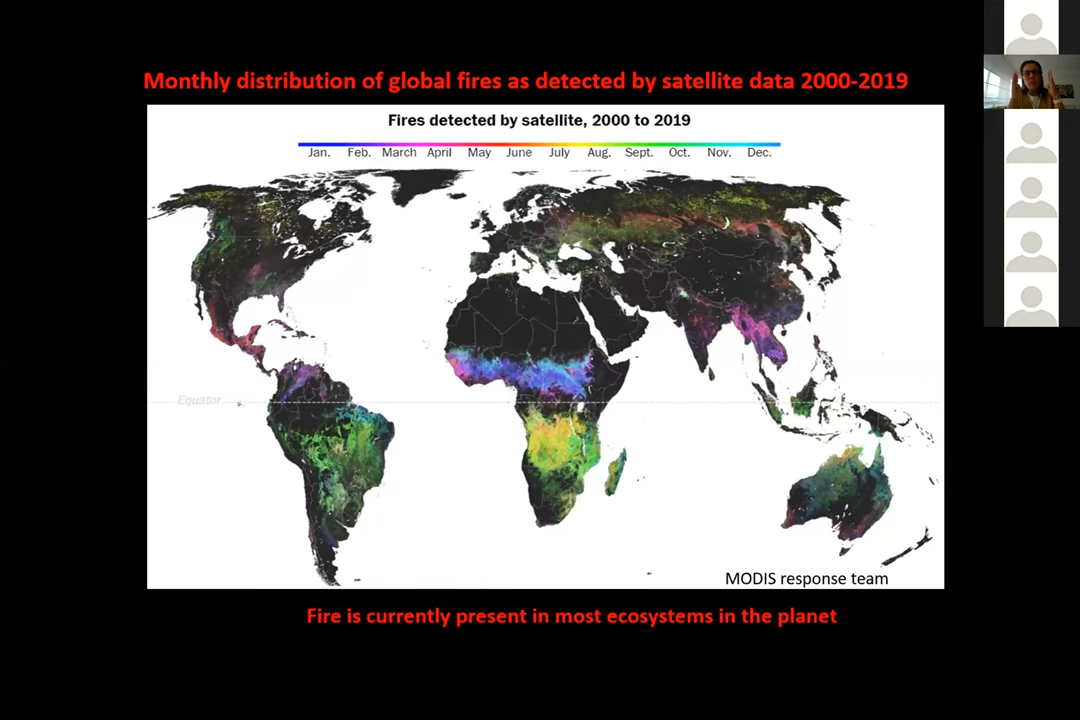 Monthly distribution of global fires as detected by satellite data 2000-2019
Fires detected by satellite, 2000 to 2019
Jan. Feb. March April May June July Aug. Sept. Oct. Nov. Dec.
Equator
MODIS response team
Fire is currently present in most ecosystems in the planet